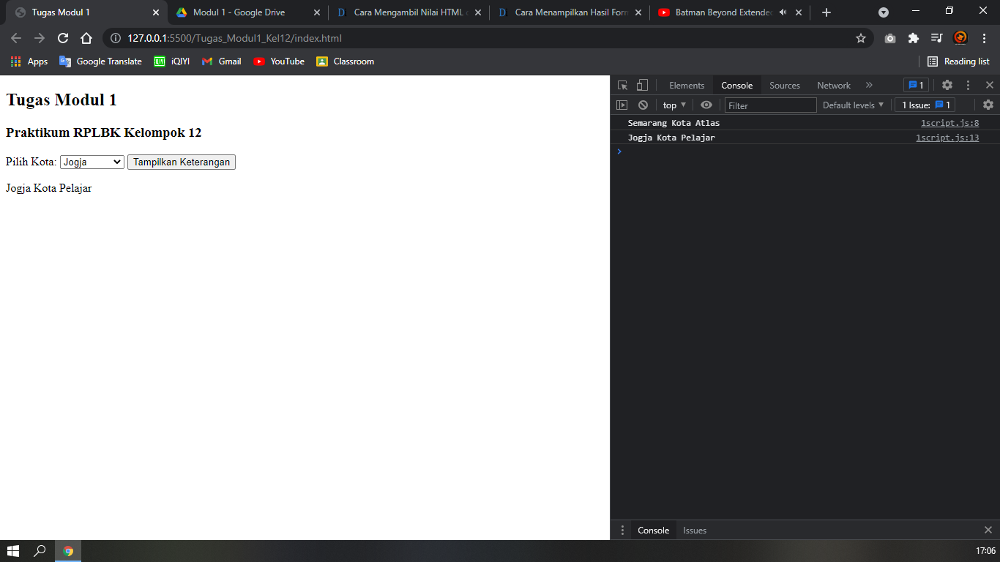 Tugas Modul 1
Modul 1 - Google Drive
Cara Mengambil Nilai HTML
Cara Menampilkan Hasil Form
Batman Beyond Extended
127.0.0.1:5500/Tugas_Modul1_Kel12/index.html
Apps Google Translate iQIYI Gmail YouTube Classroom Reading list
Tugas Modul 1
Praktikum RPLBK Kelompok 12
Pilih Kota: Jogja Tampilkan Keterangan
Jogja Kota Pelajar
Elements Console Sources Network » 1
top Filter Default levels 1 Issue: 1
Semarang Kota Atlas 1script.js:8
Jogja Kota Pelajar 1script.js:13
Console Issues
17:06